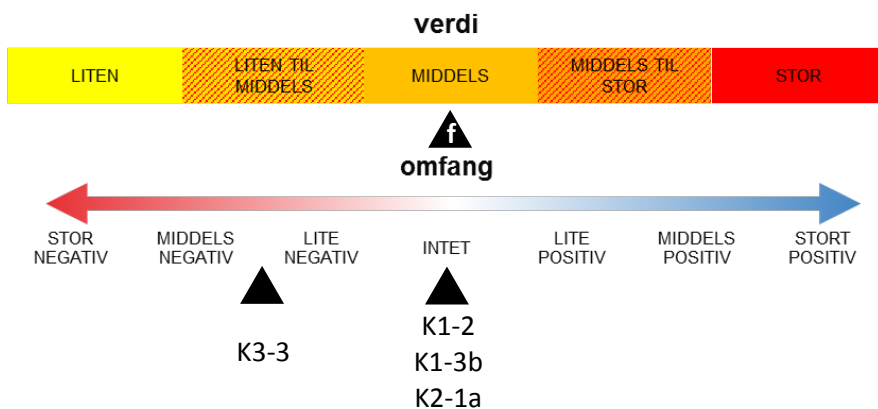 verdi
LITEN
LITEN TIL
MIDDELS
MIDDELS
MIDDELS TIL
STOR
STOR
f
omfang
STOR
NEGATIV
MIDDELS
NEGATIV
LITE
NEGATIV
INTET
LITE
POSITIV
MIDDELS
POSITIV
STORT
POSITIV
K3-3
K1-2
K1-3b
K2-1a